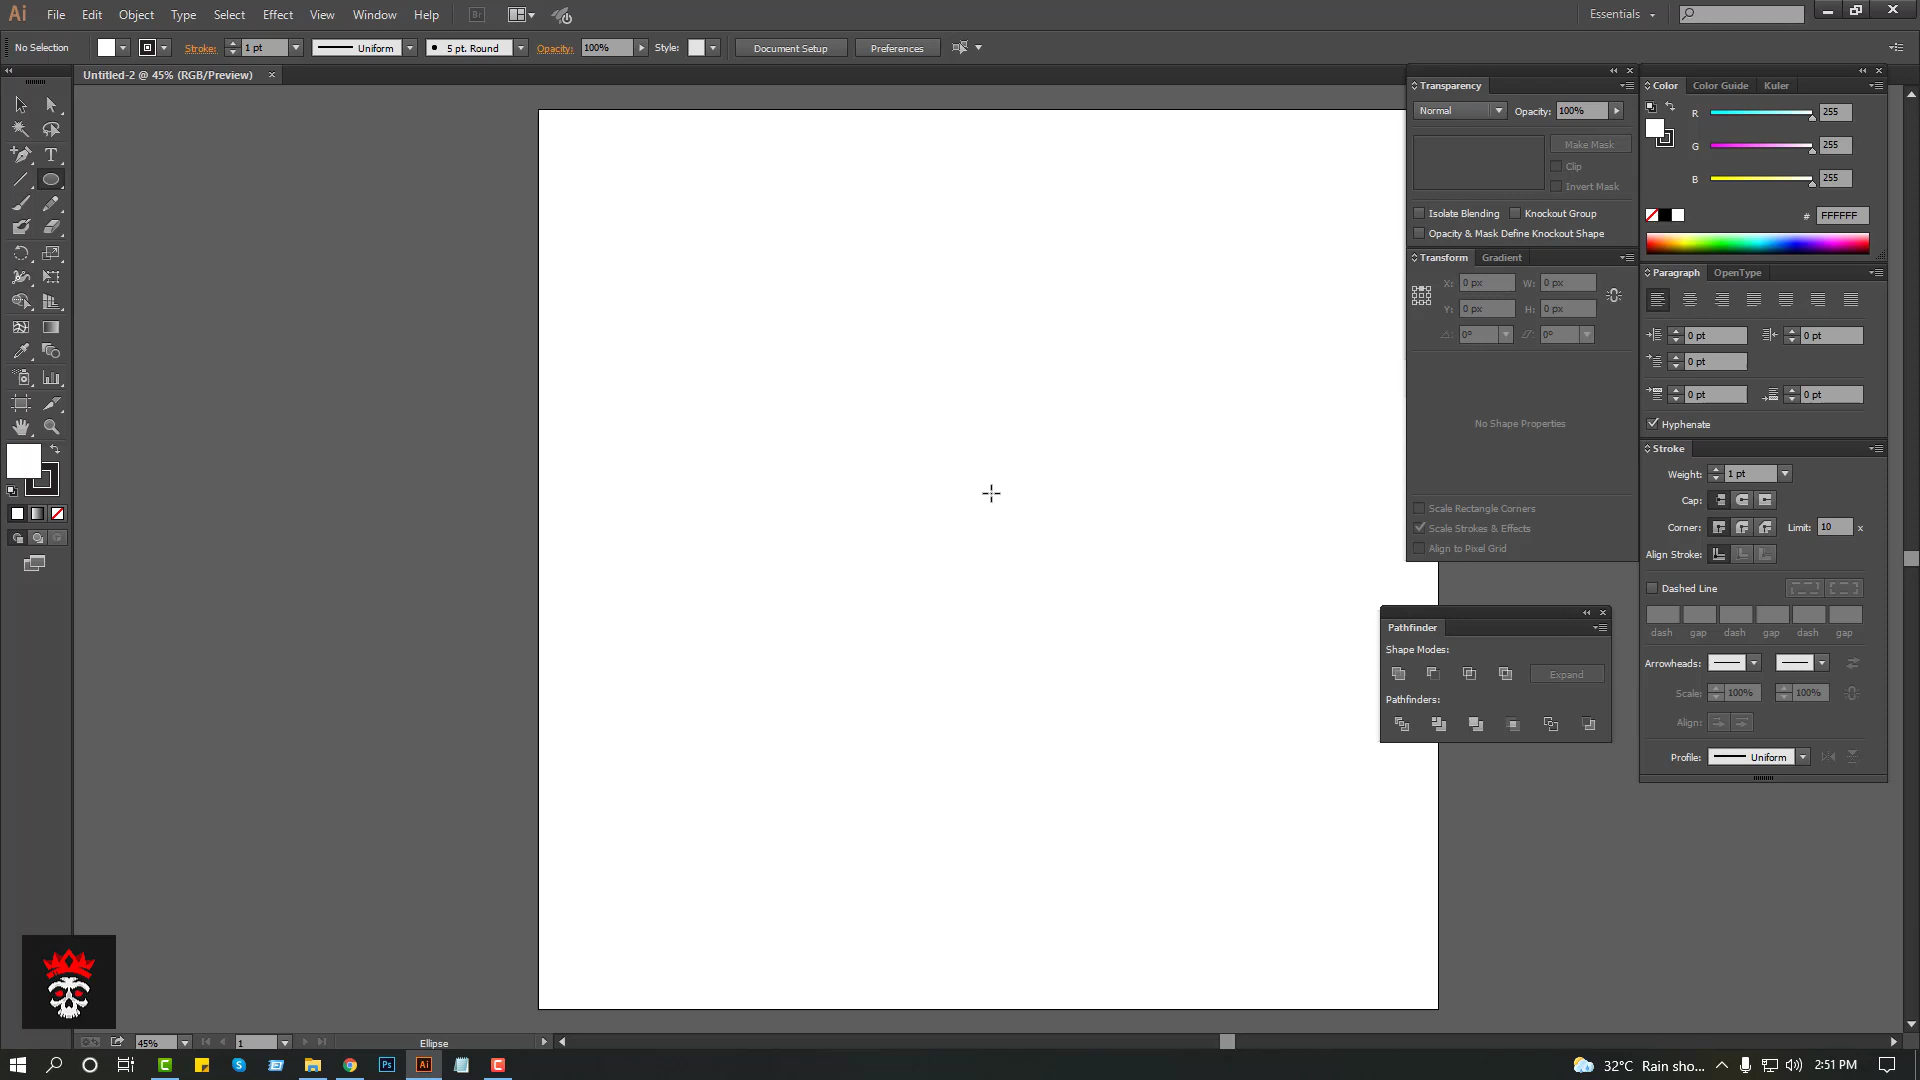 Ai File Edit Object Type Select Effect View Window Help Br Essentials
No Selection Stroke: 1 pt Uniform 5 pt. Round Opacity: 100% Style: Document Setup Preferences
Untitled-2 @ 45% (RGB/Preview)
Transparency
Normal Opacity: 100%
Make Mask
Clip
Invert Mask
Isolate Blending Knockout Group
Opacity & Mask Define Knockout Shape
Transform Gradient
X: 0 px W: 0 px
Y: 0 px H: 0 px
0° 0°
No Shape Properties
Scale Rectangle Corners
Scale Strokes & Effects
Align to Pixel Grid
Pathfinder
Shape Modes:
Expand
Pathfinders:
Color Color Guide Kuler
R 255
G 255
B 255
# FFFFFF
Paragraph OpenType
0 pt 0 pt
0 pt
0 pt 0 pt
Hyphenate
Stroke
Weight: 1 pt
Cap:
Corner: Limit: 10 x
Align Stroke:
Dashed Line
dash gap dash gap dash gap
Arrowheads:
Scale: 100% 100%
Align:
Profile: Uniform
45% 1 Ellipse
Ps Ai 32°C Rain sho... 2:51 PM